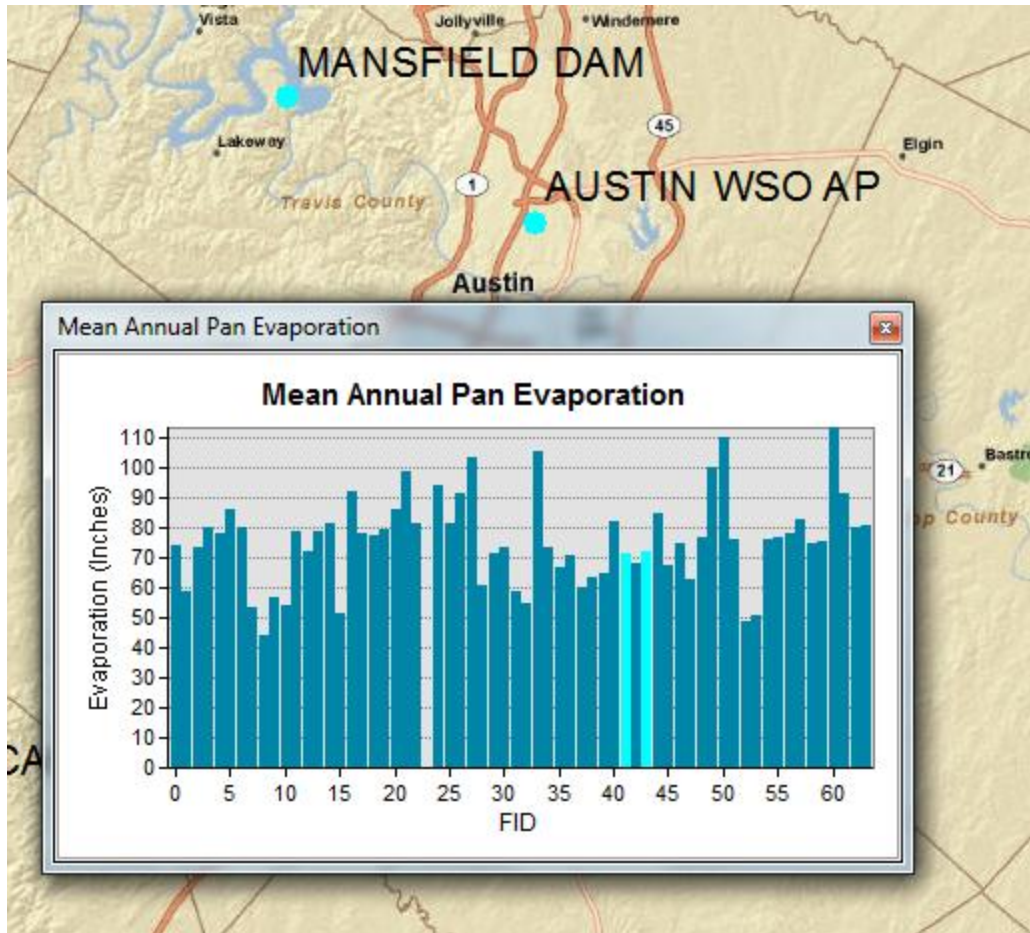 Vista
Jollyville
Windemere
MANSFIELD DAM
45
Lakeway
Elgin
1
AUSTIN WSO AP
Travis County
Austin
Mean Annual Pan Evaporation
x
Mean Annual Pan Evaporation
110
100
90
80
70
60
50
40
30
20
10
0
Evaporation (Inches)
0 5 10 15 20 25 30 35 40 45 50 55 60
FID
21
Bastr
op County
CA